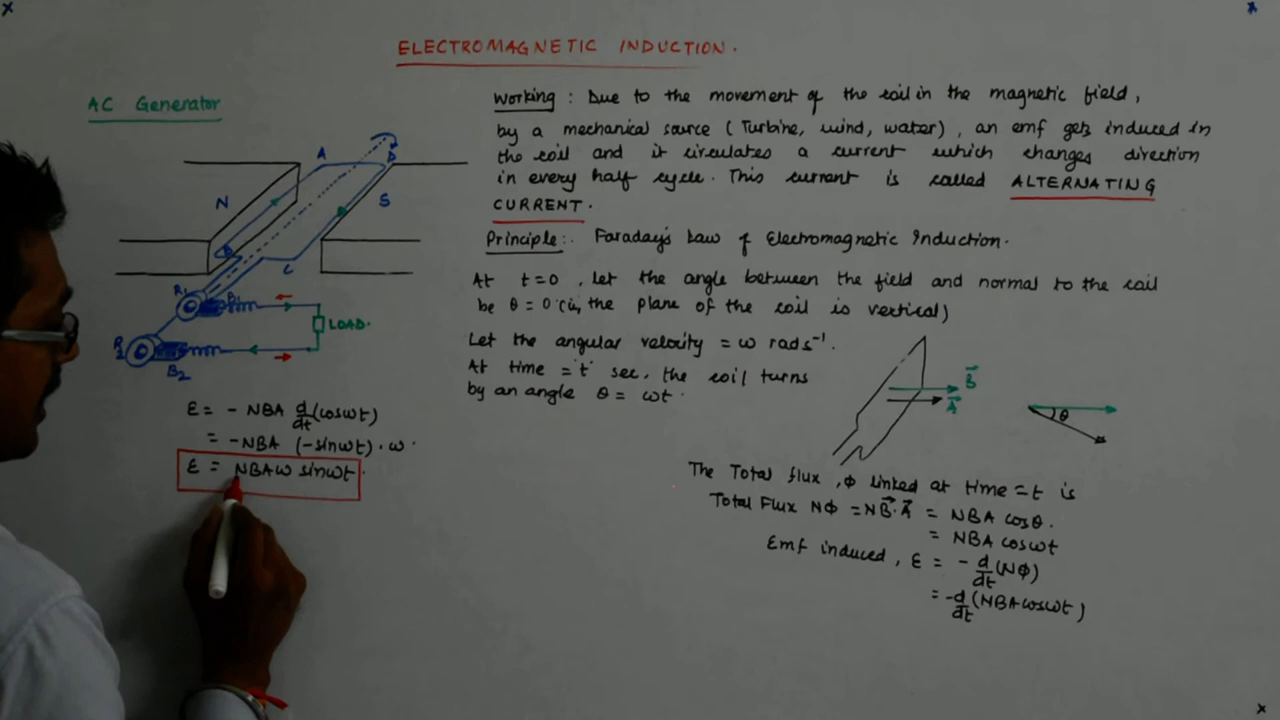 ELECTROMAGNETIC INDUCTION.
AC Generator
A
N
S
B
C
R1
B1
LOAD.
R2
B2
ε = - NBA d/dt (cosωt)
= -NBA (-sinωt) . ω .
ε = NBAω sinωt.
Working : Due to the movement of the coil in the magnetic field,
by a mechanical source (Turbine, wind, water), an emf gets induced in
the coil and it circulates a current which changes direction
in every half cycle. This current is called ALTERNATING
CURRENT.
Principle:. Faraday's Law of Electromagnetic Induction.
At t=0, let the angle between the field and normal to the coil
be θ = 0 (ie, the plane of the coil is vertical)
Let the angular velocity = ω rads⁻¹.
At time = 't' sec, the coil turns
by an angle θ = ωt.
B⃗
A⃗
θ
The Total flux, ϕ linked at time = t is
Total Flux Nϕ = NB⃗.A⃗ = NBA cosθ.
= NBA cosωt
Emf induced, ε = - d/dt (Nϕ)
= -d/dt (NBA cosωt)